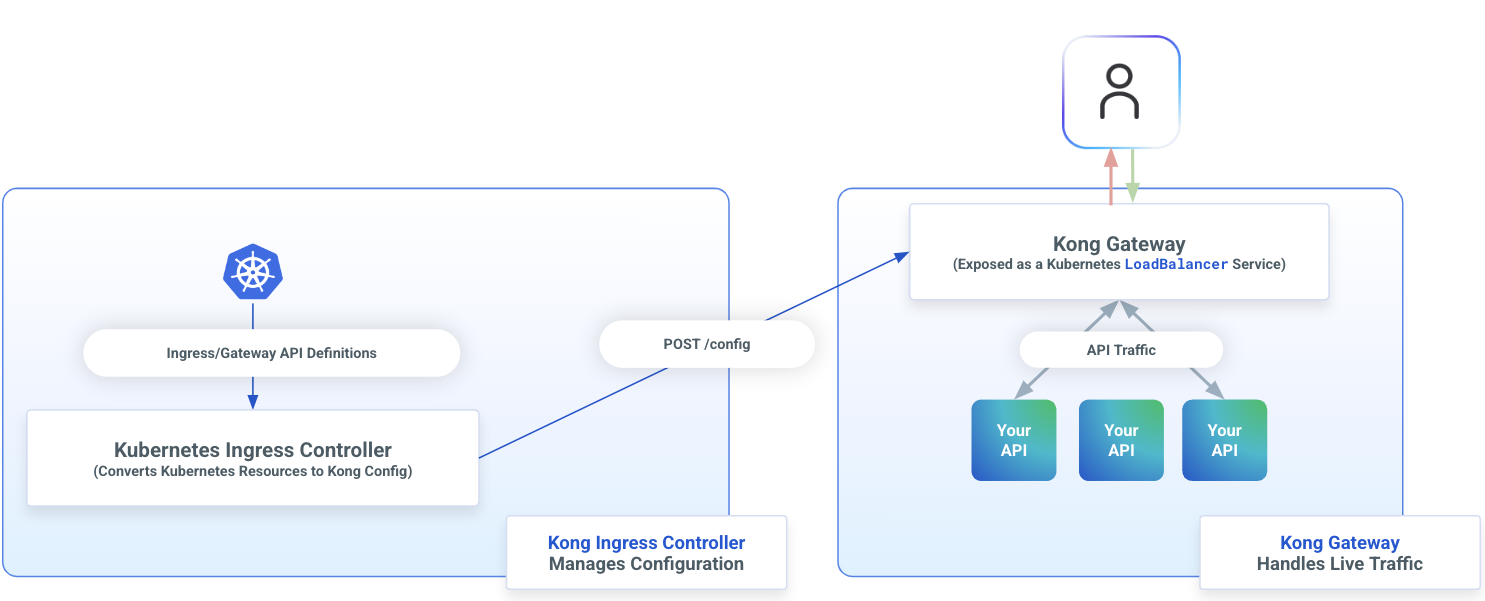 Ingress/Gateway API Definitions
Kubernetes Ingress Controller
(Converts Kubernetes Resources to Kong Config)
POST /config
Kong Ingress Controller
Manages Configuration
Kong Gateway
(Exposed as a Kubernetes LoadBalancer Service)
API Traffic
Your
API
Your
API
Your
API
Kong Gateway
Handles Live Traffic